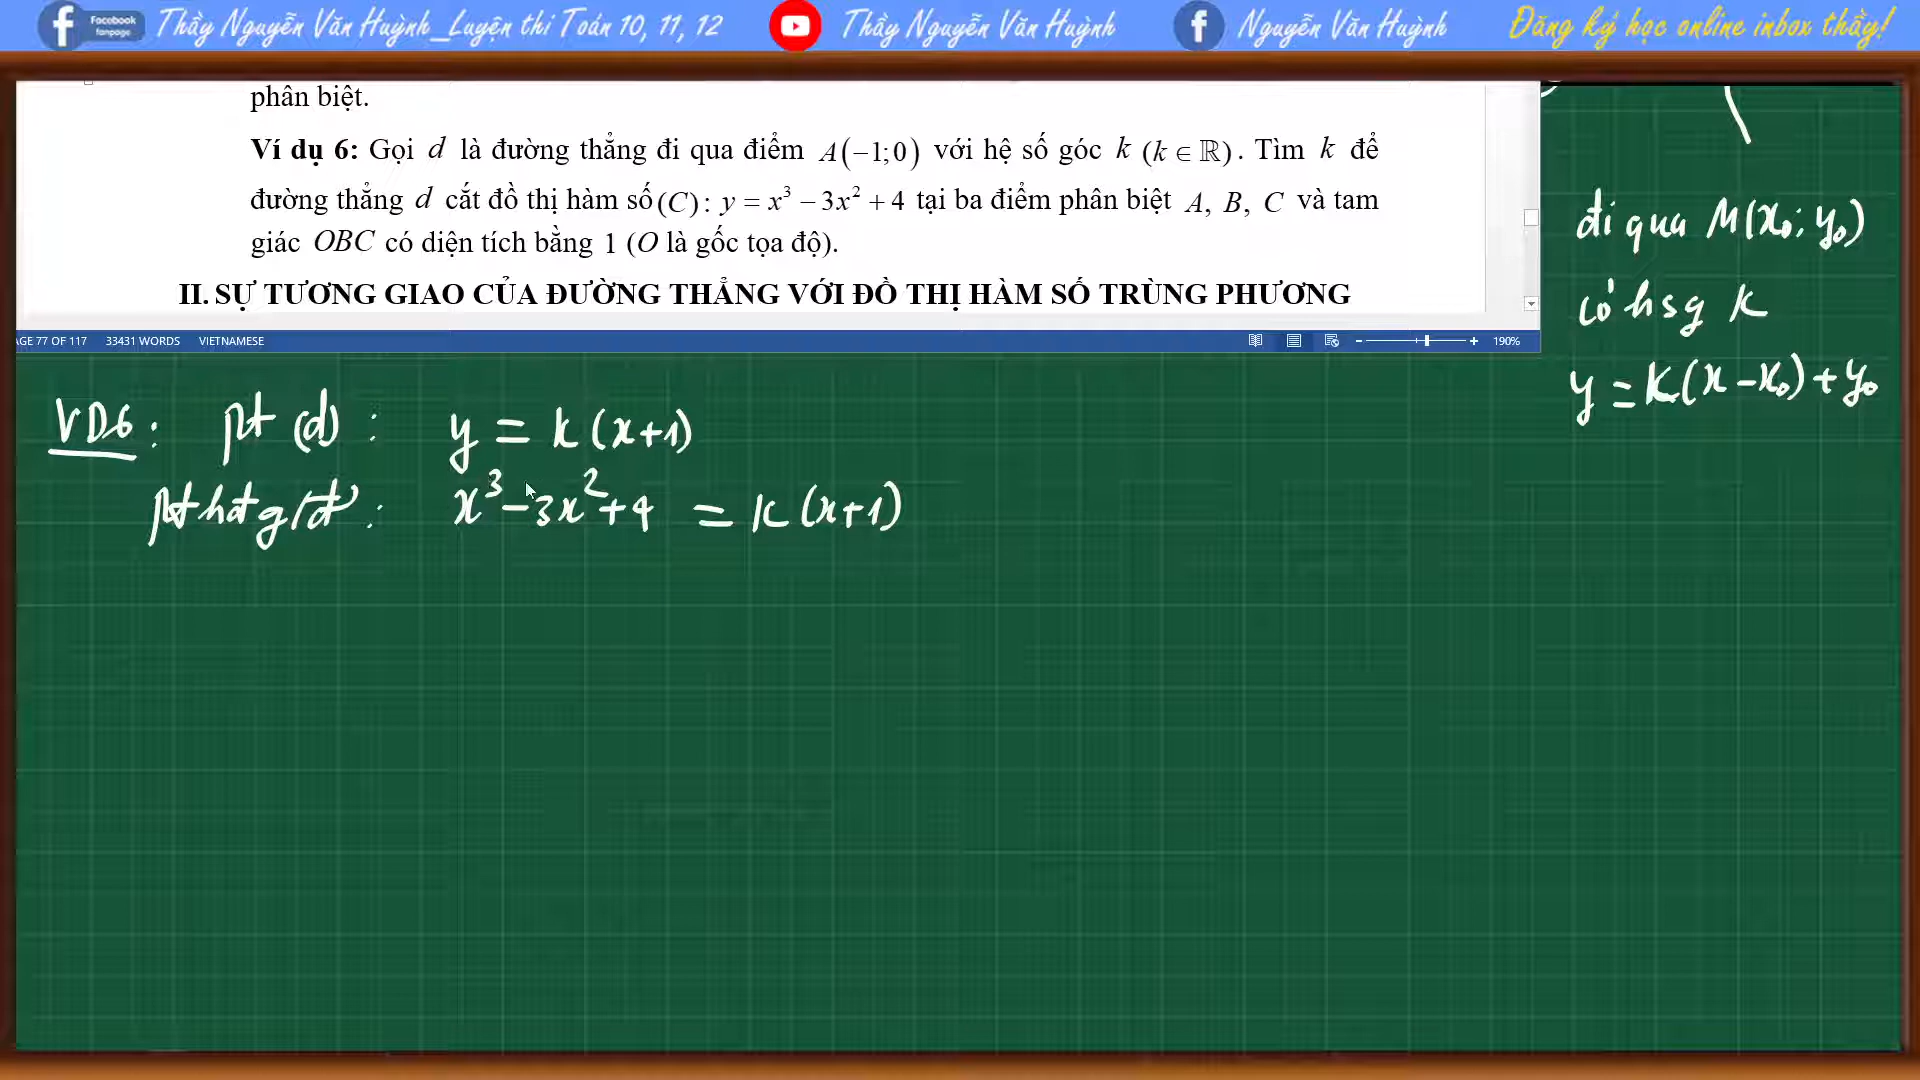 Facebook fanpage Thầy Nguyễn Văn Huỳnh_Luyện thi Toán 10, 11, 12 Thầy Nguyễn Văn Huỳnh Nguyễn Văn Huỳnh Đăng ký học online inbox thầy!
phân biệt.
Ví dụ 6: Gọi d là đường thẳng đi qua điểm A(−1;0) với hệ số góc k (k ∈ ℝ). Tìm k để
đường thẳng d cắt đồ thị hàm số (C): y = x³ − 3x² + 4 tại ba điểm phân biệt A, B, C và tam
giác OBC có diện tích bằng 1 (O là gốc tọa độ).
II. SỰ TƯƠNG GIAO CỦA ĐƯỜNG THẲNG VỚI ĐỒ THỊ HÀM SỐ TRÙNG PHƯƠNG
AGE 77 OF 117 33431 WORDS VIETNAMESE 190%
đi qua M(x₀; y₀)
có hsg k
y = k(x − x₀) + y₀
VD6: pt (d): y = k(x+1)
pt hđ g/đ: x³ − 3x² + 4 = k(x+1)